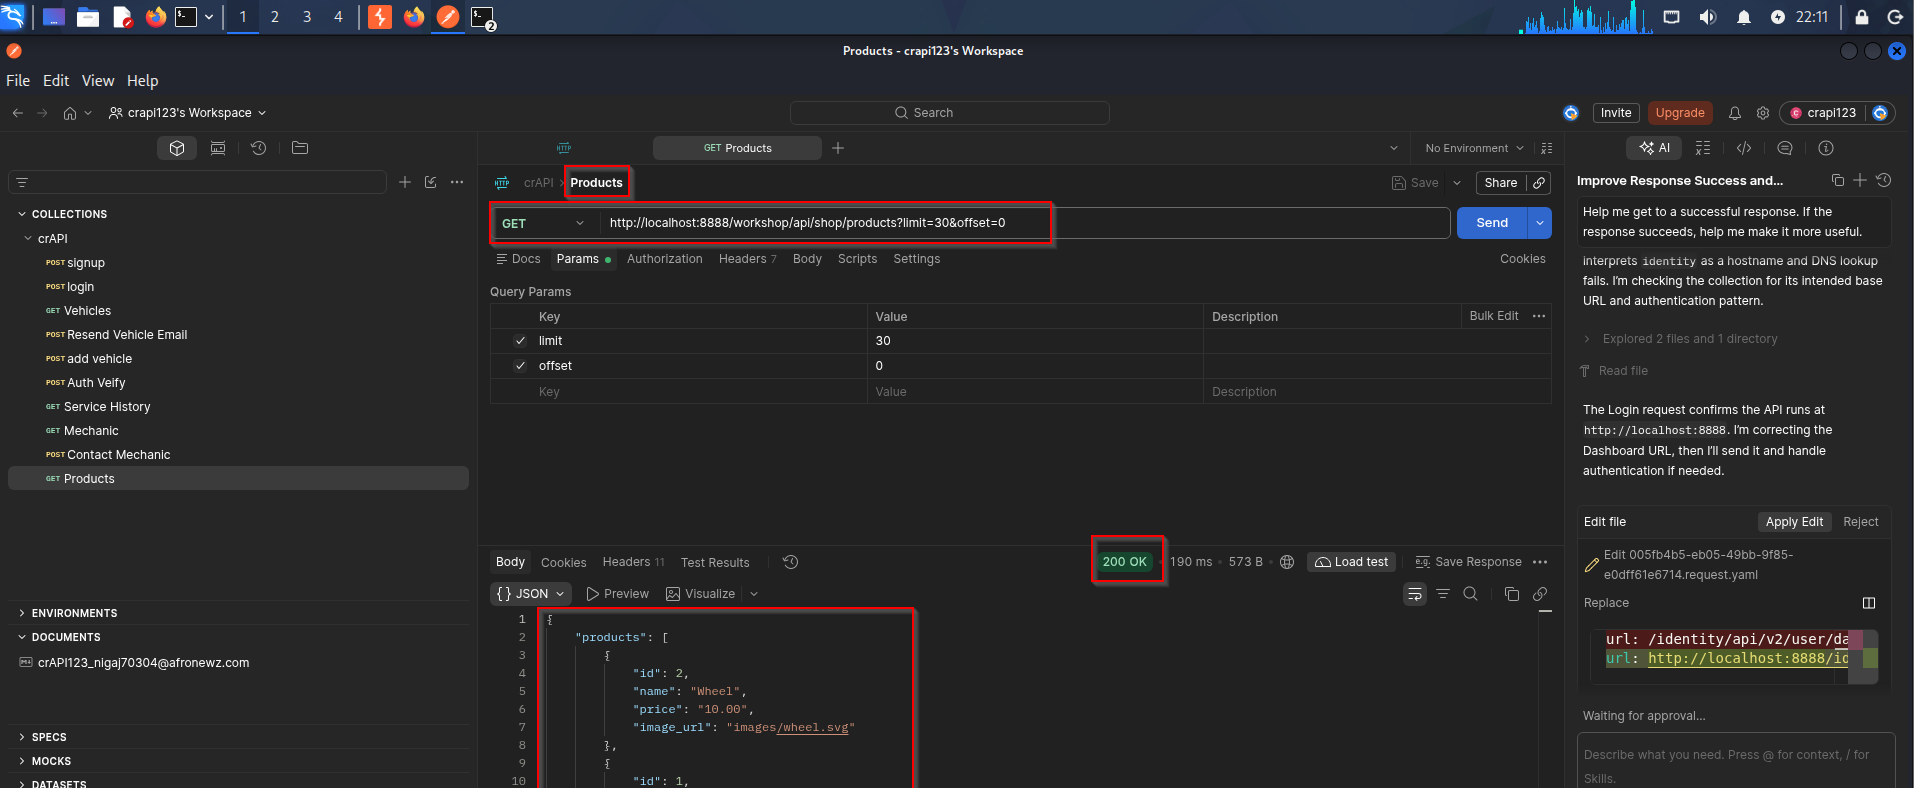 1 2 3 4 2 22:11
Products - crapi123's Workspace
File Edit View Help
crapi123's Workspace Search Invite Upgrade crapi123
HTTP GET Products No Environment AI
HTTP crAPI Products Save Share
GET http://localhost:8888/workshop/api/shop/products?limit=30&offset=0 Send
Docs Params Authorization Headers 7 Body Scripts Settings Cookies
Query Params
Key Value Description Bulk Edit
limit 30
offset 0
Key Value Description
COLLECTIONS
crAPI
POST signup
POST login
GET Vehicles
POST Resend Vehicle Email
POST add vehicle
POST Auth Veify
GET Service History
GET Mechanic
POST Contact Mechanic
GET Products
ENVIRONMENTS
DOCUMENTS
crAPI123_nigaj70304@afronewz.com
SPECS
MOCKS
DATASETS
Body Cookies Headers 11 Test Results 200 OK 190 ms 573 B Load test e.g. Save Response
{} JSON Preview Visualize
1 {
2 "products": [
3 {
4 "id": 2,
5 "name": "Wheel",
6 "price": "10.00",
7 "image_url": "images/wheel.svg"
8 },
9 {
10 "id": 1,
Improve Response Success and...
Help me get to a successful response. If the
response succeeds, help me make it more useful.
interprets identity as a hostname and DNS lookup
fails. I'm checking the collection for its intended base
URL and authentication pattern.
Explored 2 files and 1 directory
Read file
The Login request confirms the API runs at
http://localhost:8888. I'm correcting the
Dashboard URL, then I'll send it and handle
authentication if needed.
Edit file Apply Edit Reject
Edit 005fb4b5-eb05-49bb-9f85-
e0dff61e6714.request.yaml
Replace
url: /identity/api/v2/user/da
url: http://localhost:8888/id
Waiting for approval...
Describe what you need. Press @ for context, / for
Skills.